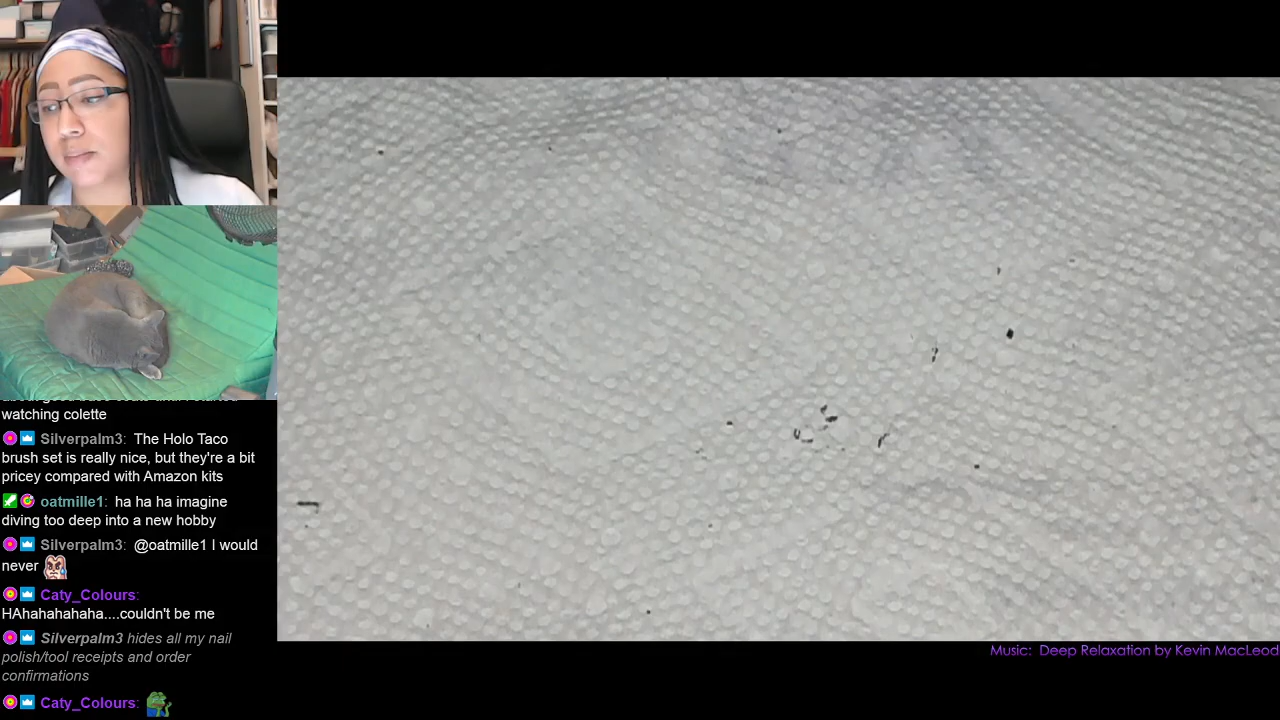 watching colette
Silverpalm3: The Holo Taco
brush set is really nice, but they're a bit
pricey compared with Amazon kits
oatmille1: ha ha ha imagine
diving too deep into a new hobby
Silverpalm3: @oatmille1 I would
never
Caty_Colours:
HAhahahahaha....couldn't be me
Silverpalm3 hides all my nail
polish/tool receipts and order
confirmations
Caty_Colours:
Music: Deep Relaxation by Kevin MacLeod